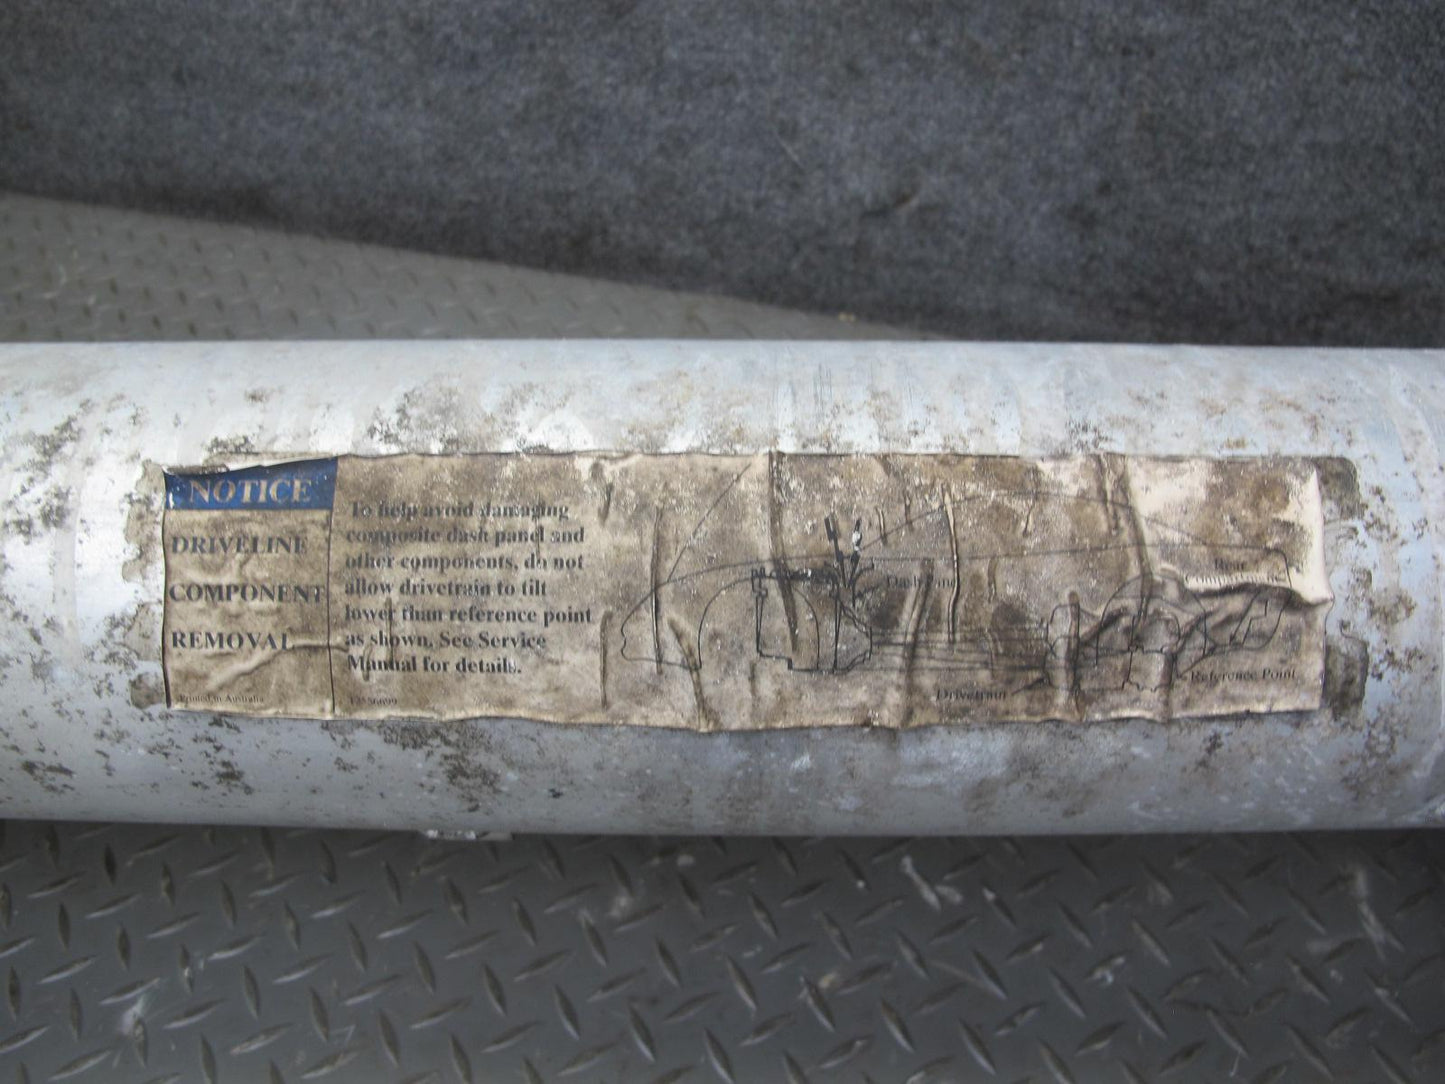 NOTICE
DRIVELINE
COMPONENT
REMOVAL
Printed in Australia
To help avoid damaging
composite dash panel and
other components, do not
allow drivetrain to tilt
lower than reference point
as shown. See Service
Manual for details.
Rear
Drivetrain
Reference Point